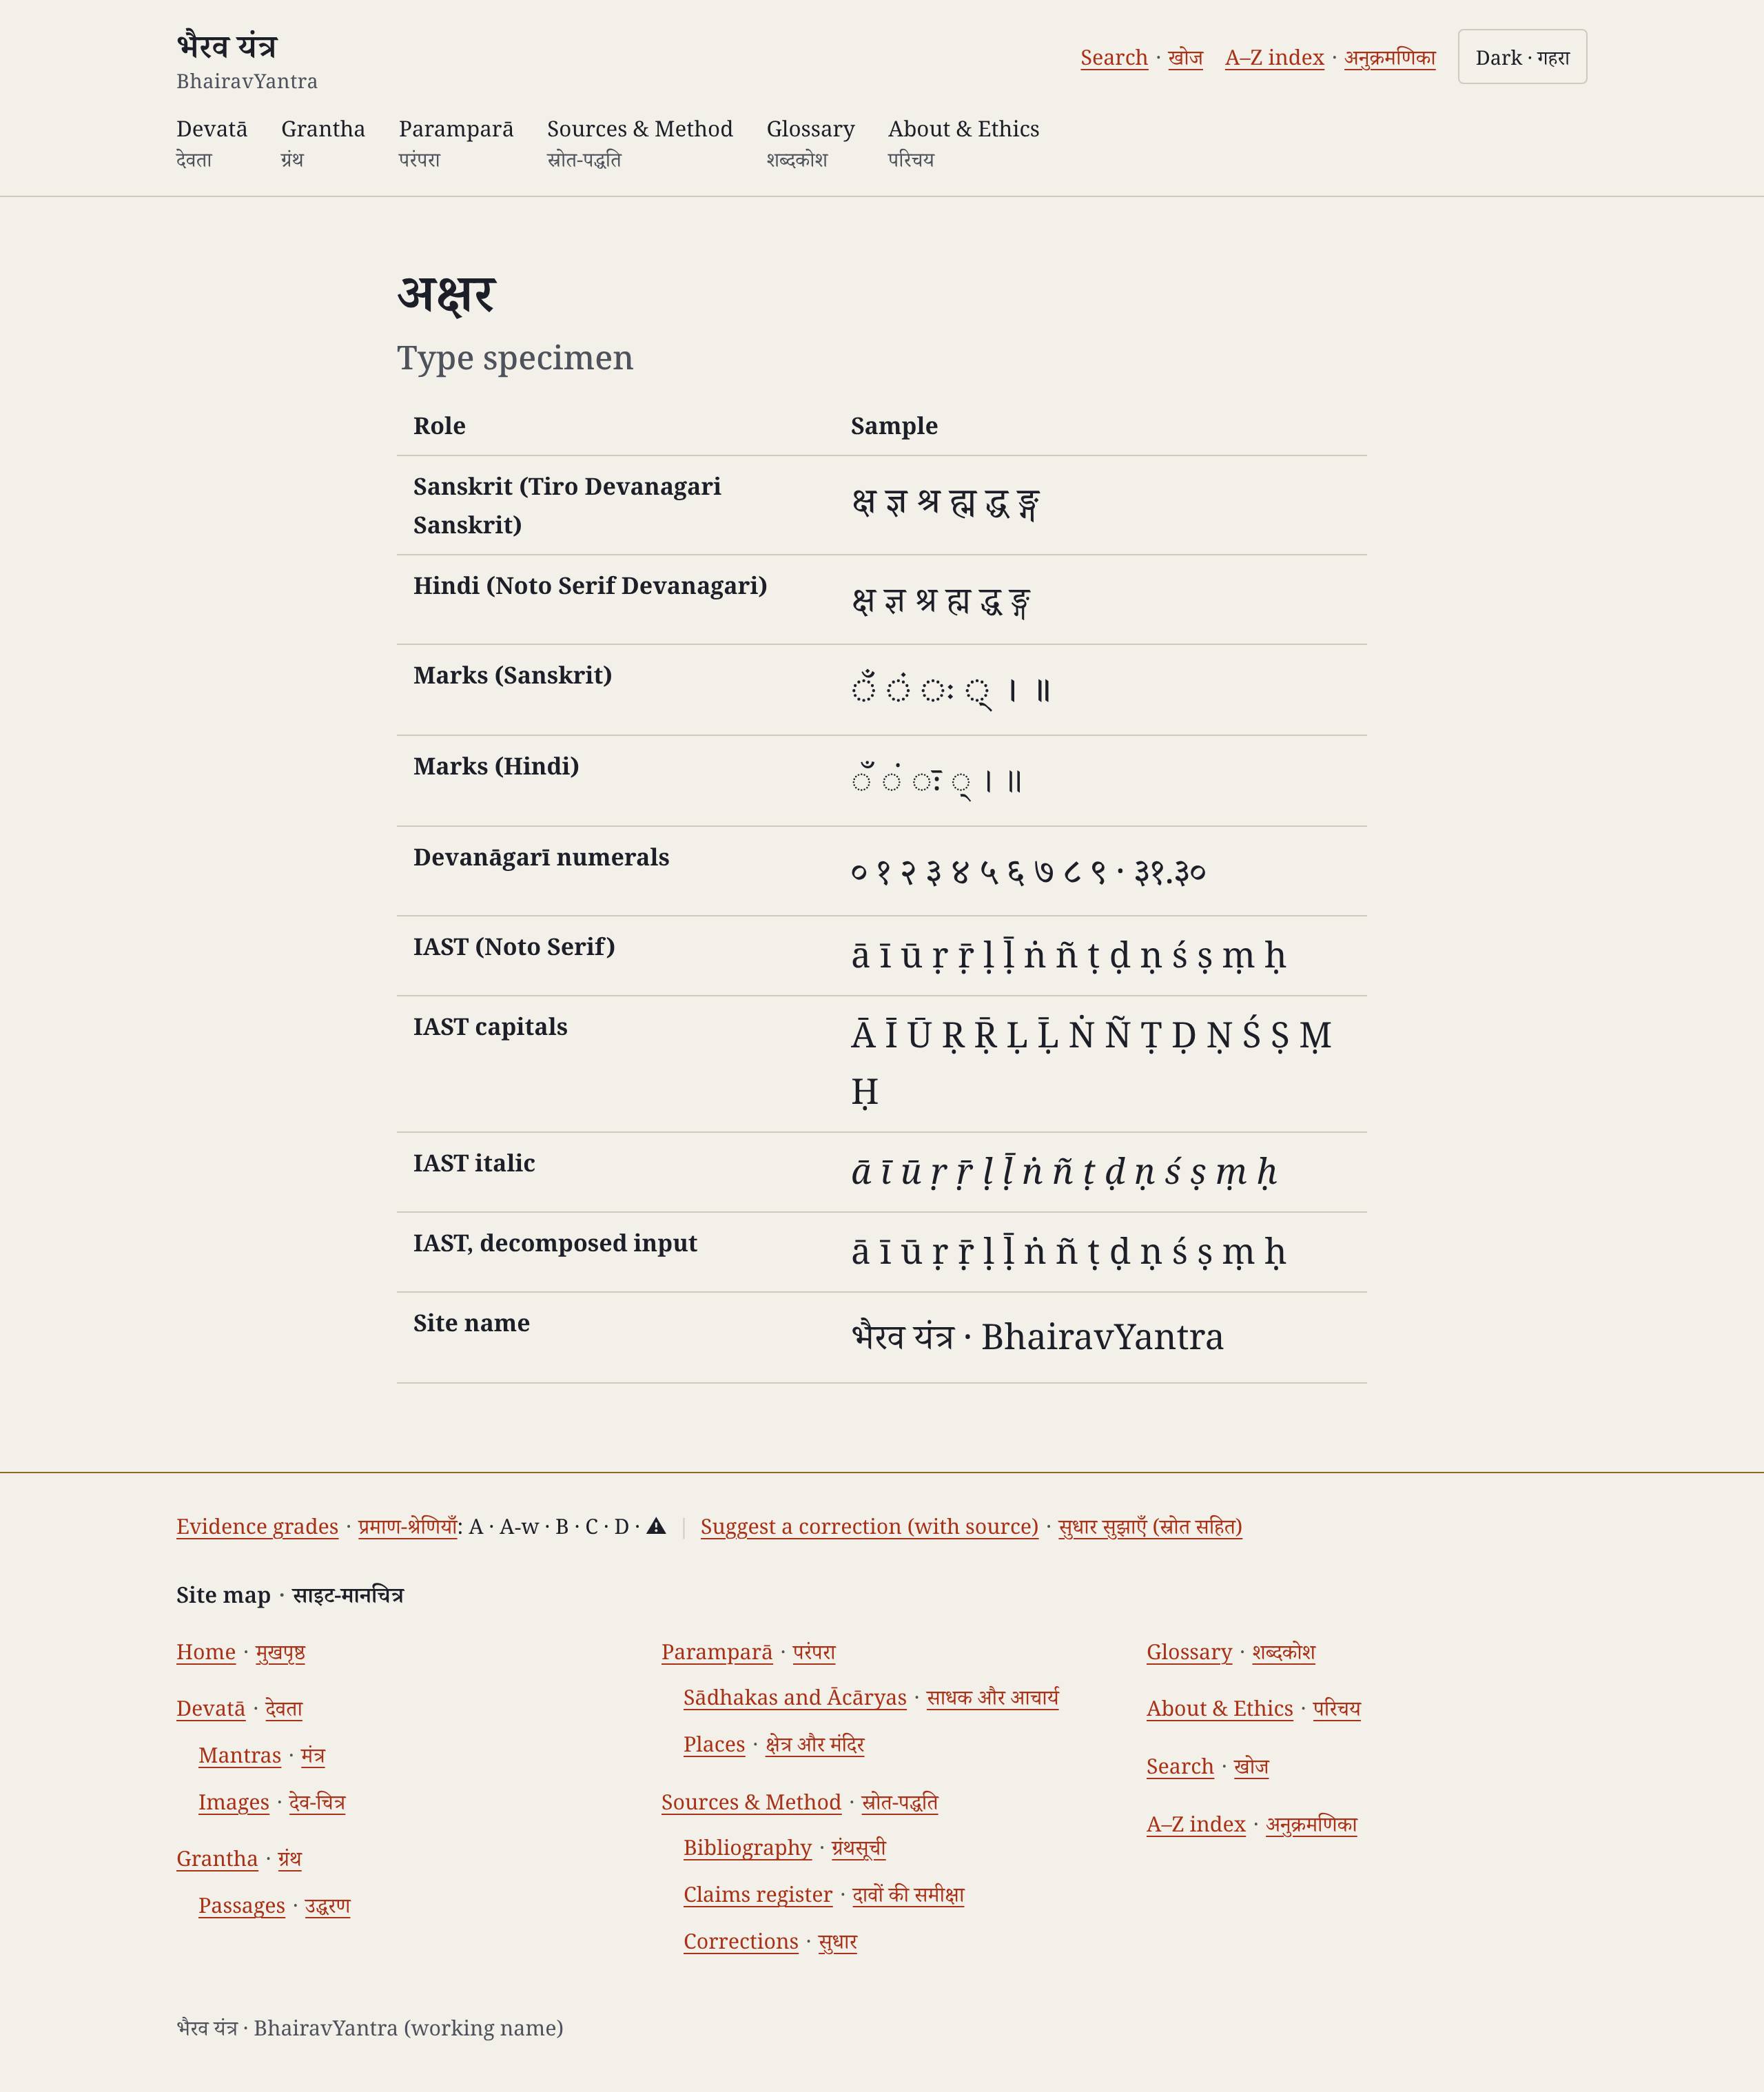 भैरव यंत्र
BhairavYantra
Search · खोज A–Z index · अनुक्रमणिका Dark · गहरा
Devatā Grantha Paramparā Sources & Method Glossary About & Ethics
देवता ग्रंथ परंपरा स्रोत-पद्धति शब्दकोश परिचय
अक्षर
Type specimen
Role Sample
Sanskrit (Tiro Devanagari
Sanskrit) क्ष ज्ञ श्र ह्म द्ध ङ्ग
Hindi (Noto Serif Devanagari) क्ष ज्ञ श्र ह्म द्ध ङ्ग
Marks (Sanskrit) ◌ँ ◌ं ◌ः ◌् । ॥
Marks (Hindi) ◌ँ ◌ं ◌ः ◌् । ॥
Devanāgarī numerals ० १ २ ३ ४ ५ ६ ७ ८ ९ · ३१.३०
IAST (Noto Serif) ā ī ū ṛ ṝ ḷ ḹ ṅ ñ ṭ ḍ ṇ ś ṣ ṃ ḥ
IAST capitals Ā Ī Ū Ṛ Ṝ Ḷ Ḹ Ṅ Ñ Ṭ Ḍ Ṇ Ś Ṣ Ṃ
Ḥ
IAST italic ā ī ū ṛ ṝ ḷ ḹ ṅ ñ ṭ ḍ ṇ ś ṣ ṃ ḥ
IAST, decomposed input ā ī ū ṛ ṝ ḷ ḹ ṅ ñ ṭ ḍ ṇ ś ṣ ṃ ḥ
Site name भैरव यंत्र · BhairavYantra
Evidence grades · प्रमाण-श्रेणियाँ: A · A-w · B · C · D · ⚠ | Suggest a correction (with source) · सुधार सुझाएँ (स्रोत सहित)
Site map · साइट-मानचित्र
Home · मुखपृष्ठ
Devatā · देवता
Mantras · मंत्र
Images · देव-चित्र
Grantha · ग्रंथ
Passages · उद्धरण
Paramparā · परंपरा
Sādhakas and Ācāryas · साधक और आचार्य
Places · क्षेत्र और मंदिर
Sources & Method · स्रोत-पद्धति
Bibliography · ग्रंथसूची
Claims register · दावों की समीक्षा
Corrections · सुधार
Glossary · शब्दकोश
About & Ethics · परिचय
Search · खोज
A–Z index · अनुक्रमणिका
भैरव यंत्र · BhairavYantra (working name)